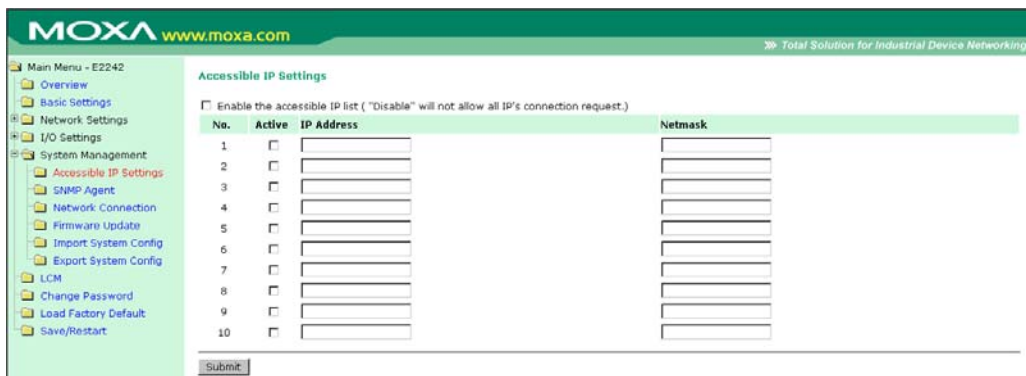 MOXA www.moxa.com
Total Solution for Industrial Device Networking
Main Menu - E2242
Overview
Basic Settings
Network Settings
I/O Settings
System Management
Accessible IP Settings
SNMP Agent
Network Connection
Firmware Update
Import System Config
Export System Config
LCM
Change Password
Load Factory Default
Save/Restart
Accessible IP Settings
Enable the accessible IP list ( "Disable" will not allow all IP's connection request.)
No. Active IP Address Netmask
1
2
3
4
5
6
7
8
9
10
Submit